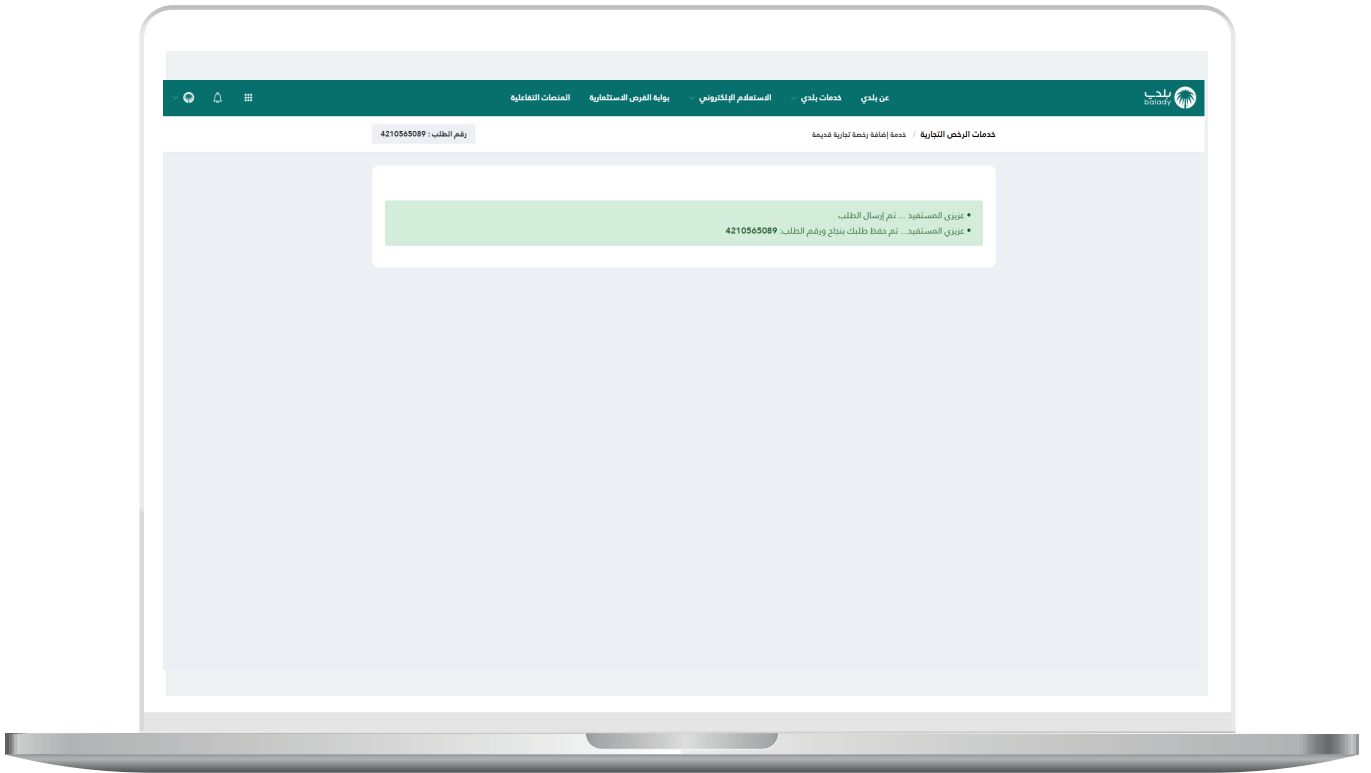 بلدي
balady
عن بلدي
خدمات بلدي
الاستعلام الإلكتروني
بوابة الفرص الاستثمارية
المنصات التفاعلية
خدمات الرخص التجارية / خدمة إضافة رخصة تجارية قديمة
رقم الطلب : 4210565089
• عزيزي المستفيد ... تم إرسال الطلب
• عزيزي المستفيد... تم حفظ طلبك بنجاح ورقم الطلب: 4210565089